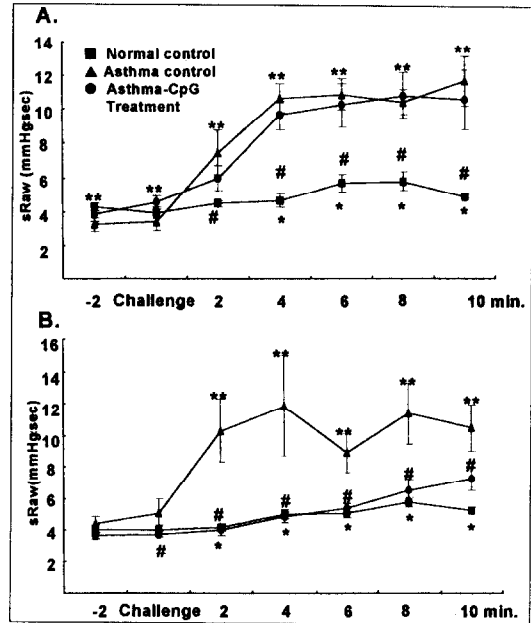 A.
14
12
10
8
6
4
2
sRaw (mmHgsec)
Normal control
Asthma control
Asthma-CpG
Treatment
** ** ** ** ** ** **
# # # # #
* * * *
-2 Challenge 2 4 6 8 10 min.
B.
16
14
12
10
8
6
4
2
sRaw(mmHgsec)
** ** ** ** **
# # # # # #
* * * * *
-2 Challenge 2 4 6 8 10 min.